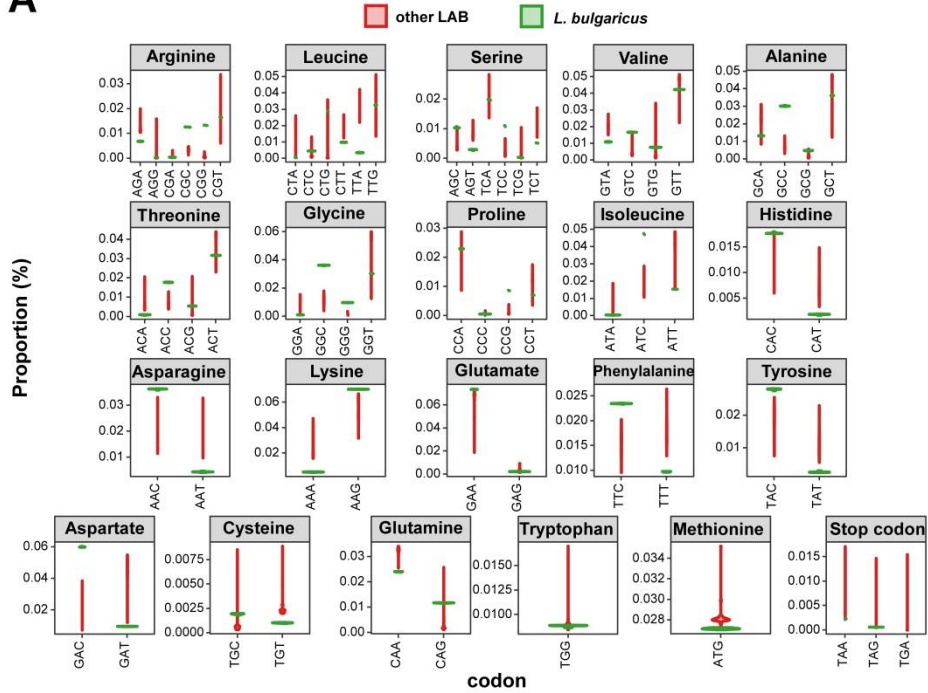 A
other LAB L. bulgaricus
Proportion (%)
Arginine Leucine Serine Valine Alanine
0.03 0.02 0.01 0.00
0.05 0.04 0.03 0.02 0.01 0.00
0.02 0.01 0.00
0.05 0.04 0.03 0.02 0.01 0.00
0.05 0.04 0.03 0.02 0.01 0.00
AGA AGG CGA CGC CGG CGT
CTA CTC CTG CTT TTA TTG
AGC AGT TCA TCC TCG TCT
GTA GTC GTG GTT
GCA GCC GCG GCT
Threonine Glycine Proline Isoleucine Histidine
0.04 0.03 0.02 0.01 0.00
0.06 0.04 0.02 0.00
0.03 0.02 0.01 0.00
0.05 0.04 0.03 0.02 0.01 0.00
0.015 0.005
ACA ACC ACG ACT
GGA GGC GGG GGT
CCA CCC CCG CCT
ATA ATC ATT
CAC CAT
Asparagine Lysine Glutamate Phenylalanine Tyrosine
0.03 0.01
0.06 0.02
0.06 0.04 0.02 0.00
0.025 0.020 0.015 0.010
0.02 0.01
AAC AAT
AAA AAG
GAA GAG
TTC TTT
TAC TAT
Aspartate Cysteine Glutamine Tryptophan Methionine Stop codon
0.06 0.04 0.02
0.0075 0.0050 0.0025 0.0000
0.03 0.02 0.01 0.00
0.0150 0.0100
0.034 0.032 0.030 0.028
0.015 0.010 0.005 0.000
GAC GAT
TGC TGT
CAA CAG
TGG
ATG
TAA TAG TGA
codon